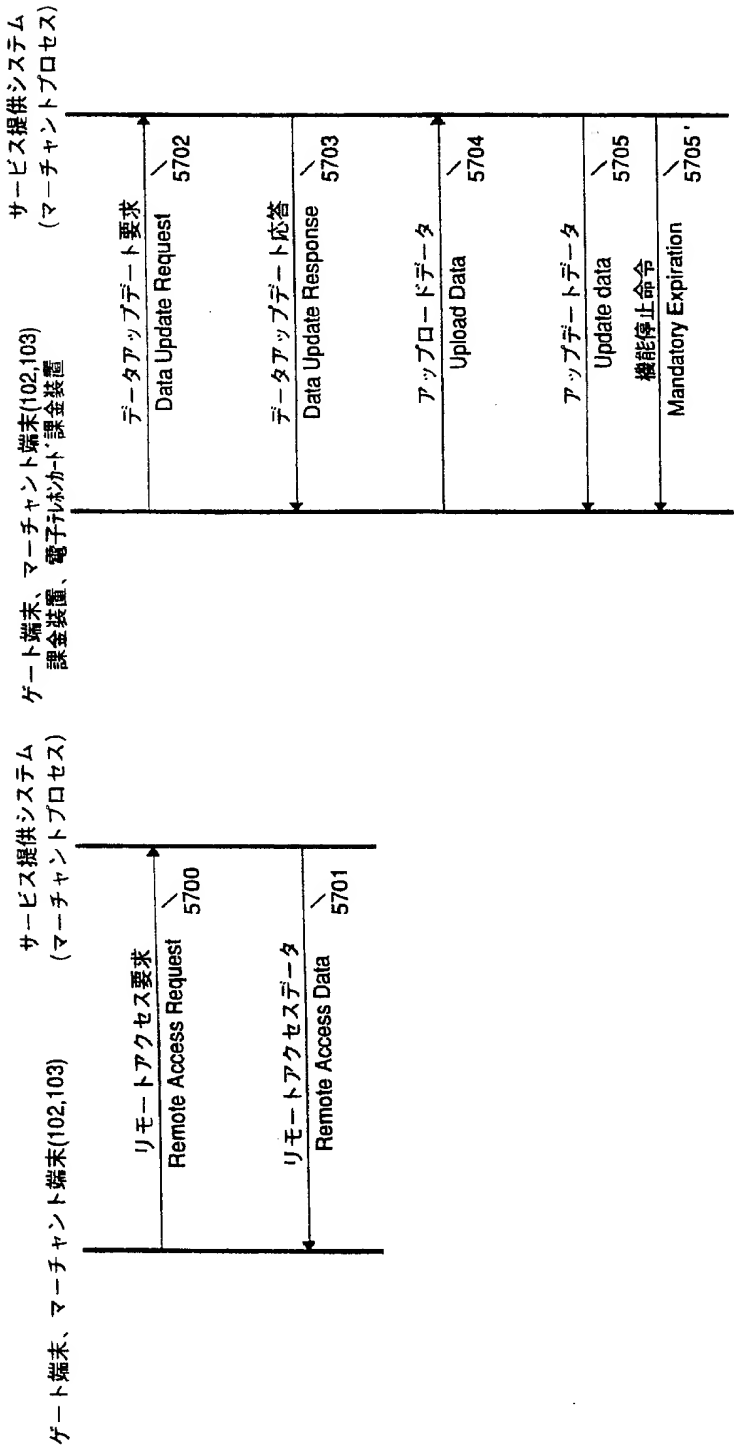 ゲート端末、マーチャント端末(102,103)
サービス提供システム
(マーチャントプロセス)
リモートアクセス要求
Remote Access Request
5700
リモートアクセスデータ
Remote Access Data
5701
ゲート端末、マーチャント端末(102,103)
課金装置、電子テレホンカード課金装置
サービス提供システム
(マーチャントプロセス)
データアップデート要求
Data Update Request
5702
データアップデート応答
Data Update Response
5703
アップロードデータ
Upload Data
5704
アップデートデータ
Update data
5705
機能停止命令
Mandatory Expiration
5705'